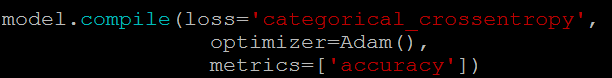 model.compile(loss='categorical_crossentropy',
optimizer=Adam(),
metrics=['accuracy'])